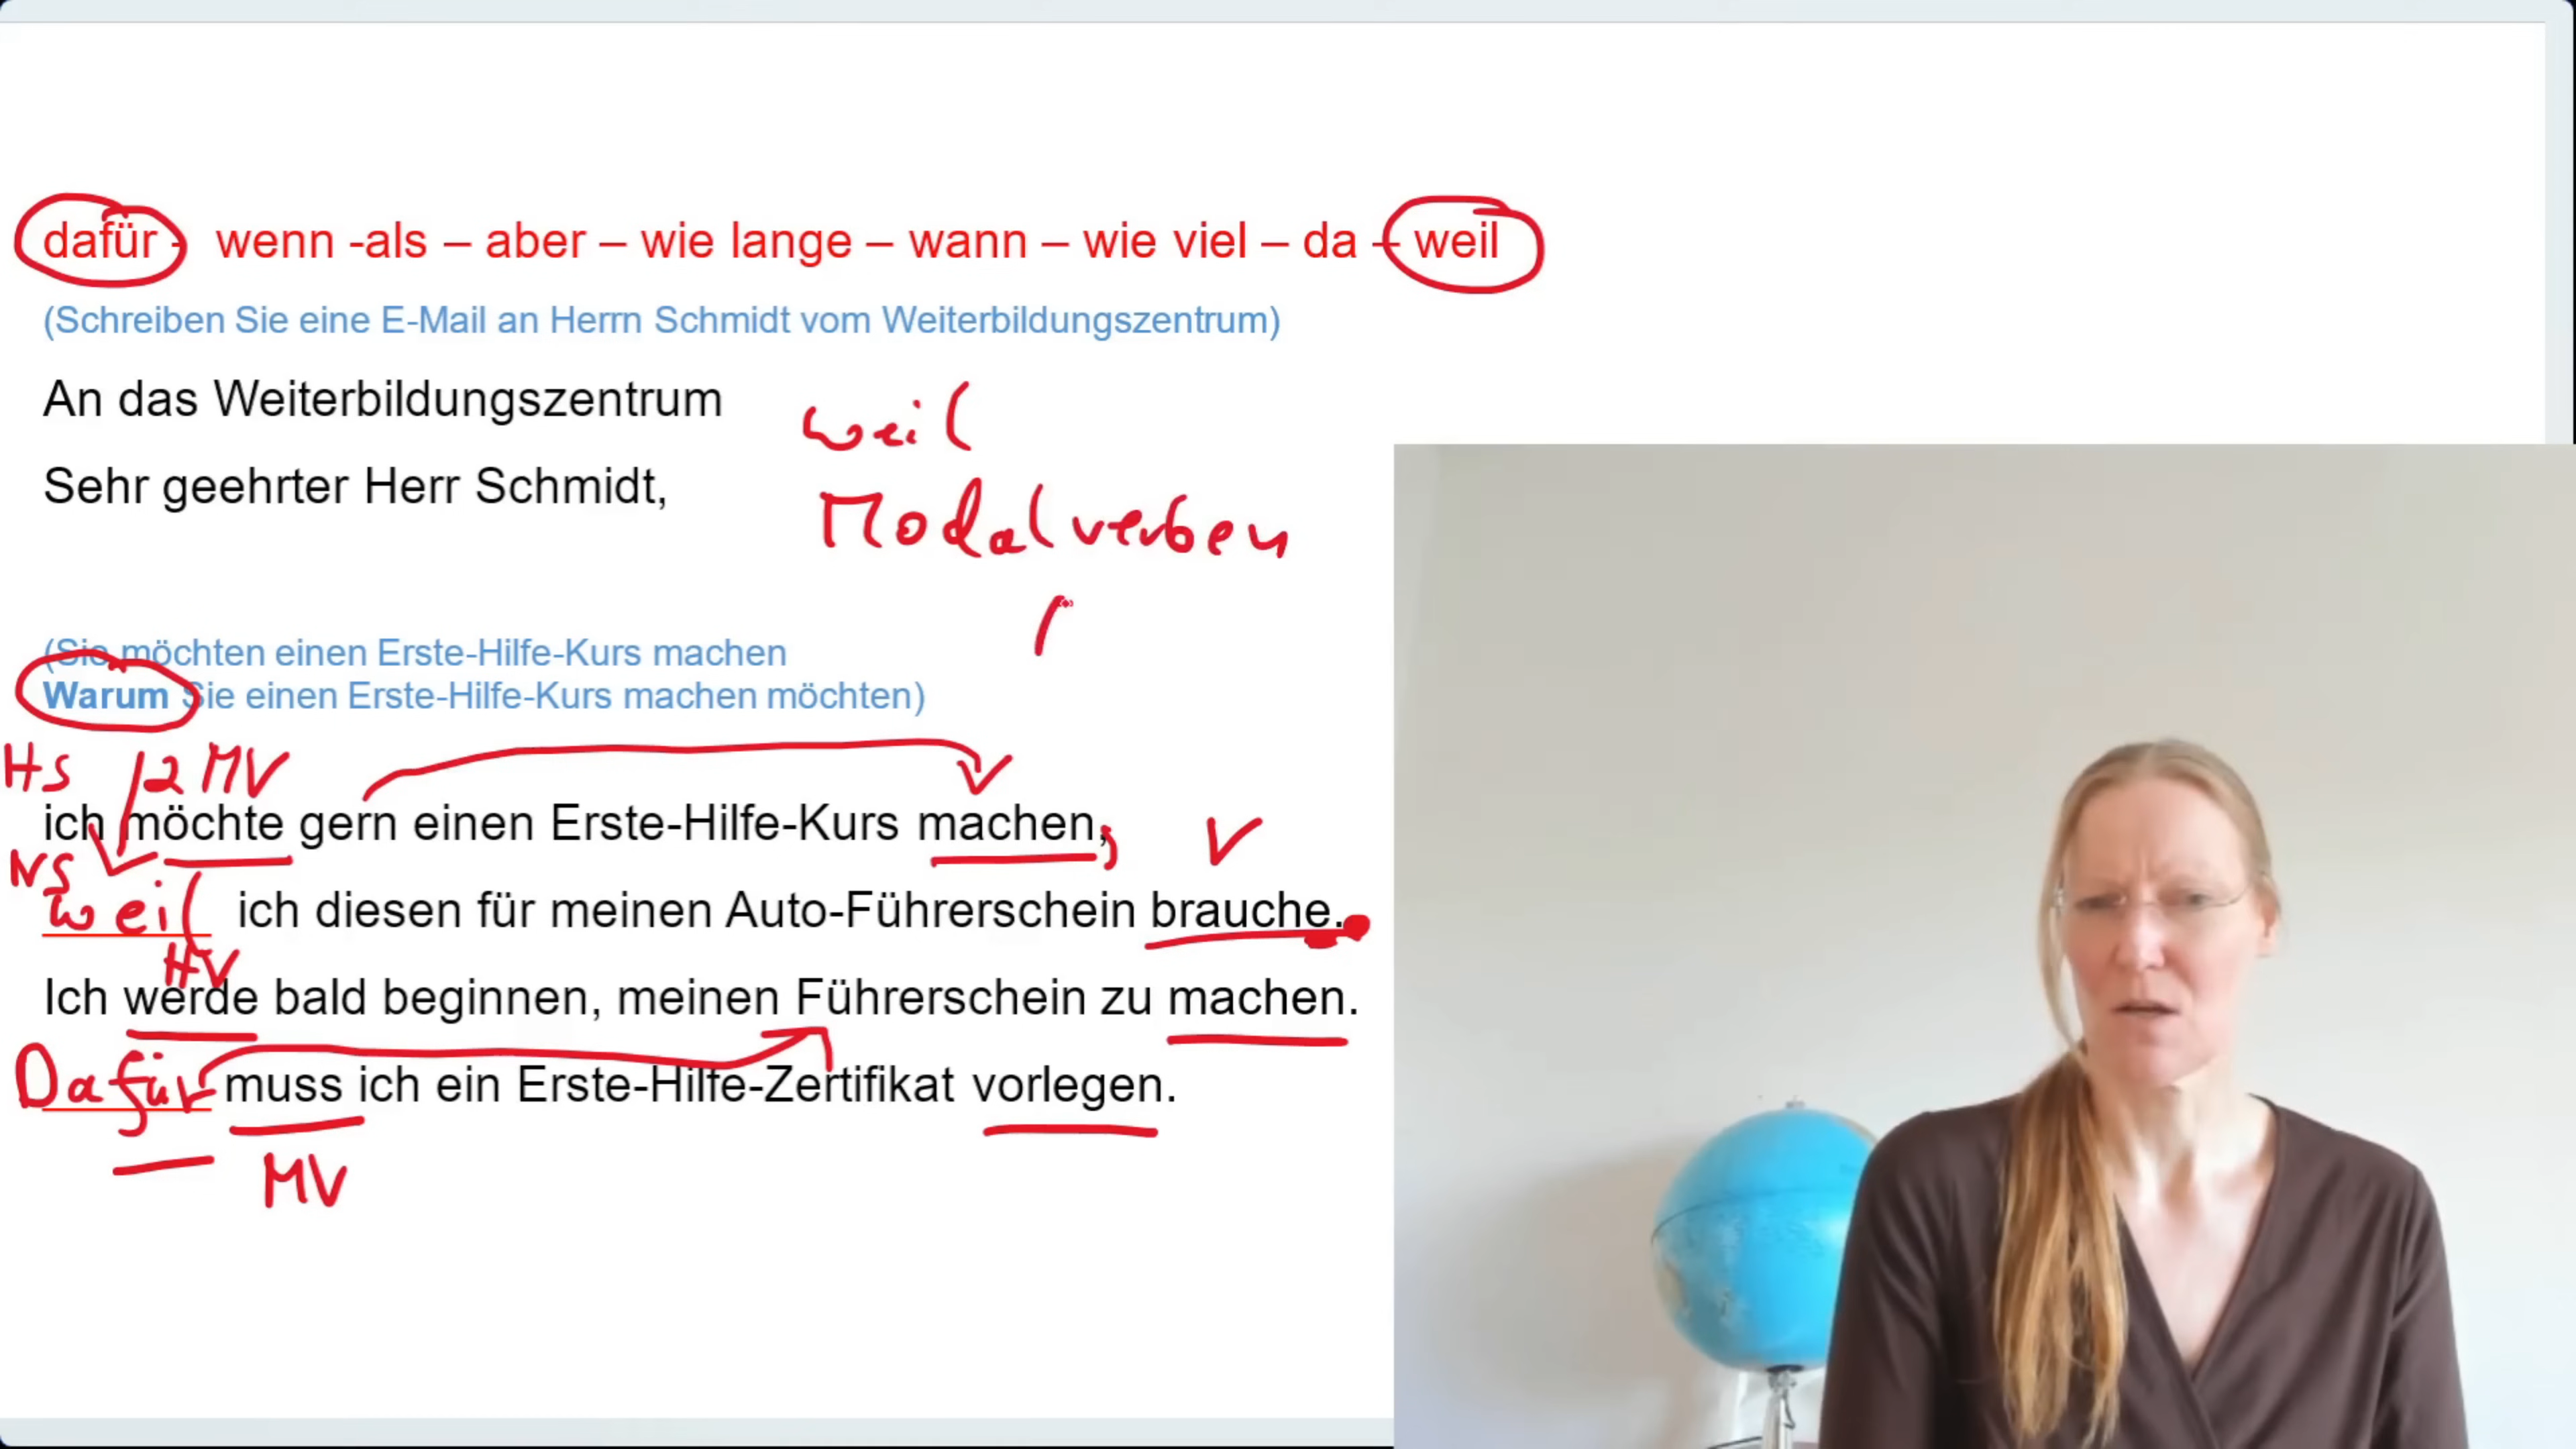 dafür - wenn -als – aber – wie lange – wann – wie viel – da – weil
(Schreiben Sie eine E-Mail an Herrn Schmidt vom Weiterbildungszentrum)
An das Weiterbildungszentrum
weil
Sehr geehrter Herr Schmidt,
Modalverben
(Sie möchten einen Erste-Hilfe-Kurs machen
Warum Sie einen Erste-Hilfe-Kurs machen möchten)
HS 2 MV
ich möchte gern einen Erste-Hilfe-Kurs machen,
NS V
weil ich diesen für meinen Auto-Führerschein brauche.
HV
Ich werde bald beginnen, meinen Führerschein zu machen.
Dafür muss ich ein Erste-Hilfe-Zertifikat vorlegen.
MV